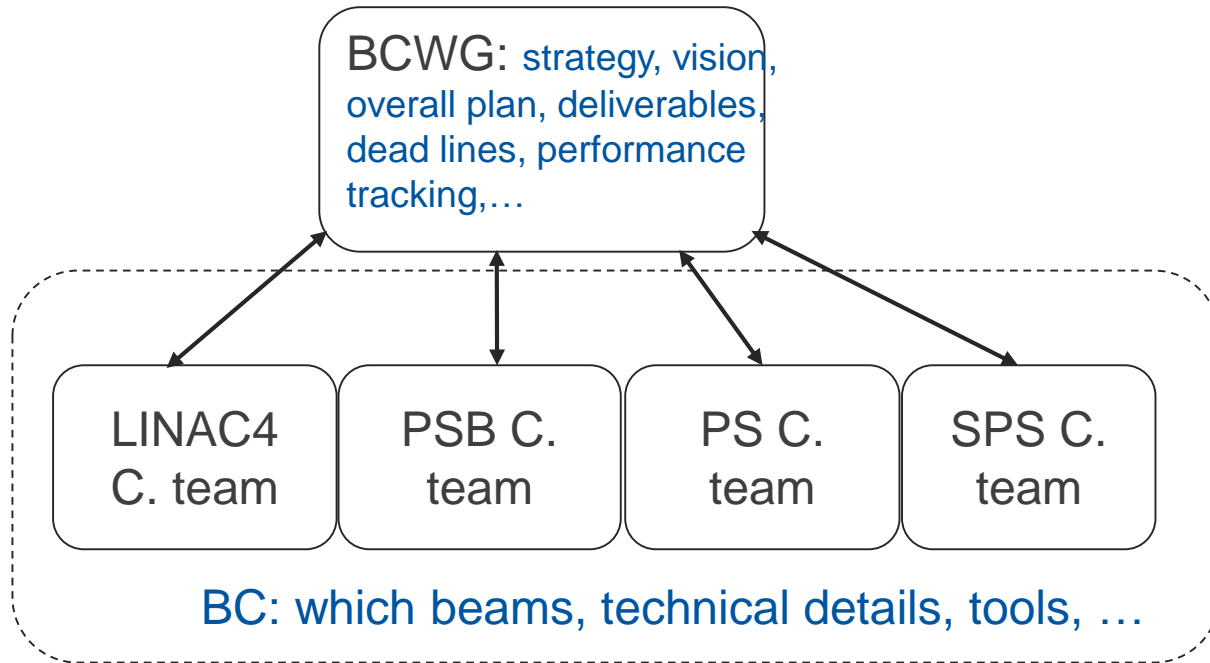 BCWG: strategy, vision,
overall plan, deliverables,
dead lines, performance
tracking,…
LINAC4
C. team
PSB C.
team
PS C.
team
SPS C.
team
BC: which beams, technical details, tools, …